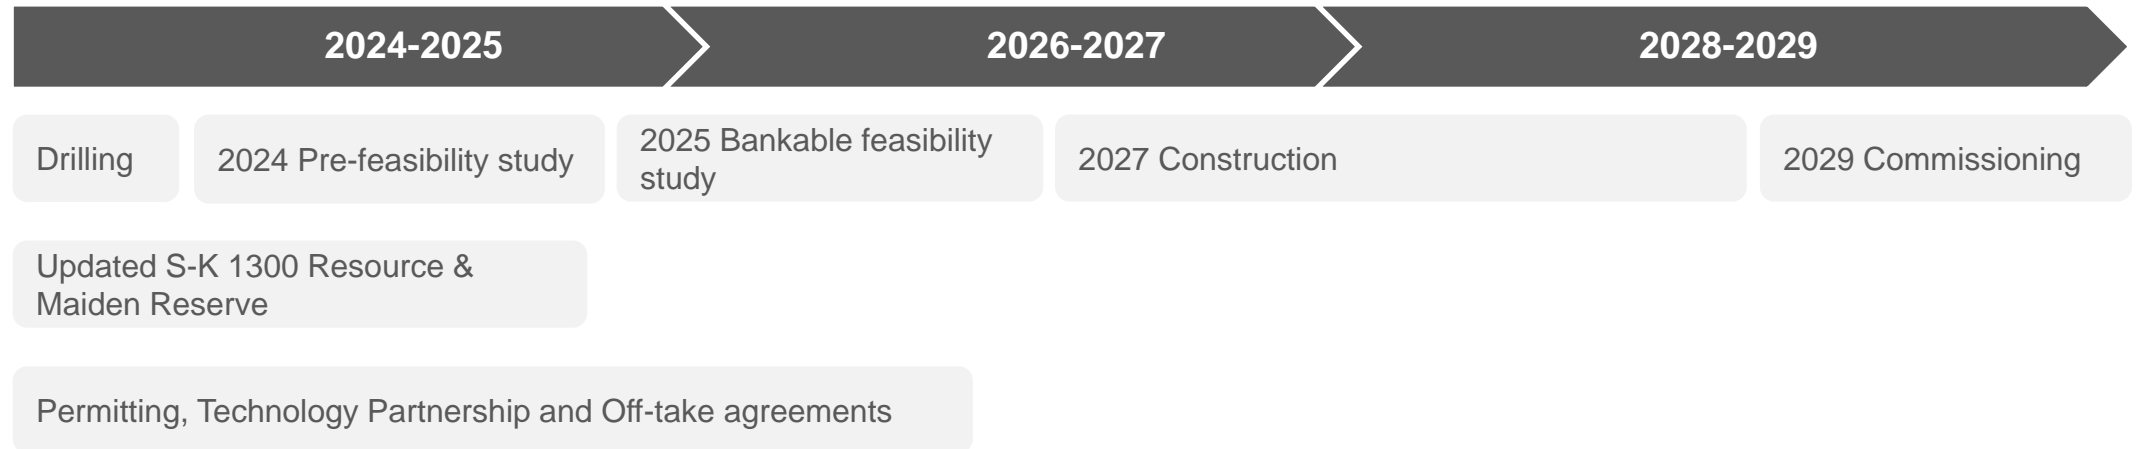 2024-2025
2026-2027
2028-2029
Drilling
2024 Pre-feasibility study
2025 Bankable feasibility
study
2027 Construction
2029 Commissioning
Updated S-K 1300 Resource &
Maiden Reserve
Permitting, Technology Partnership and Off-take agreements